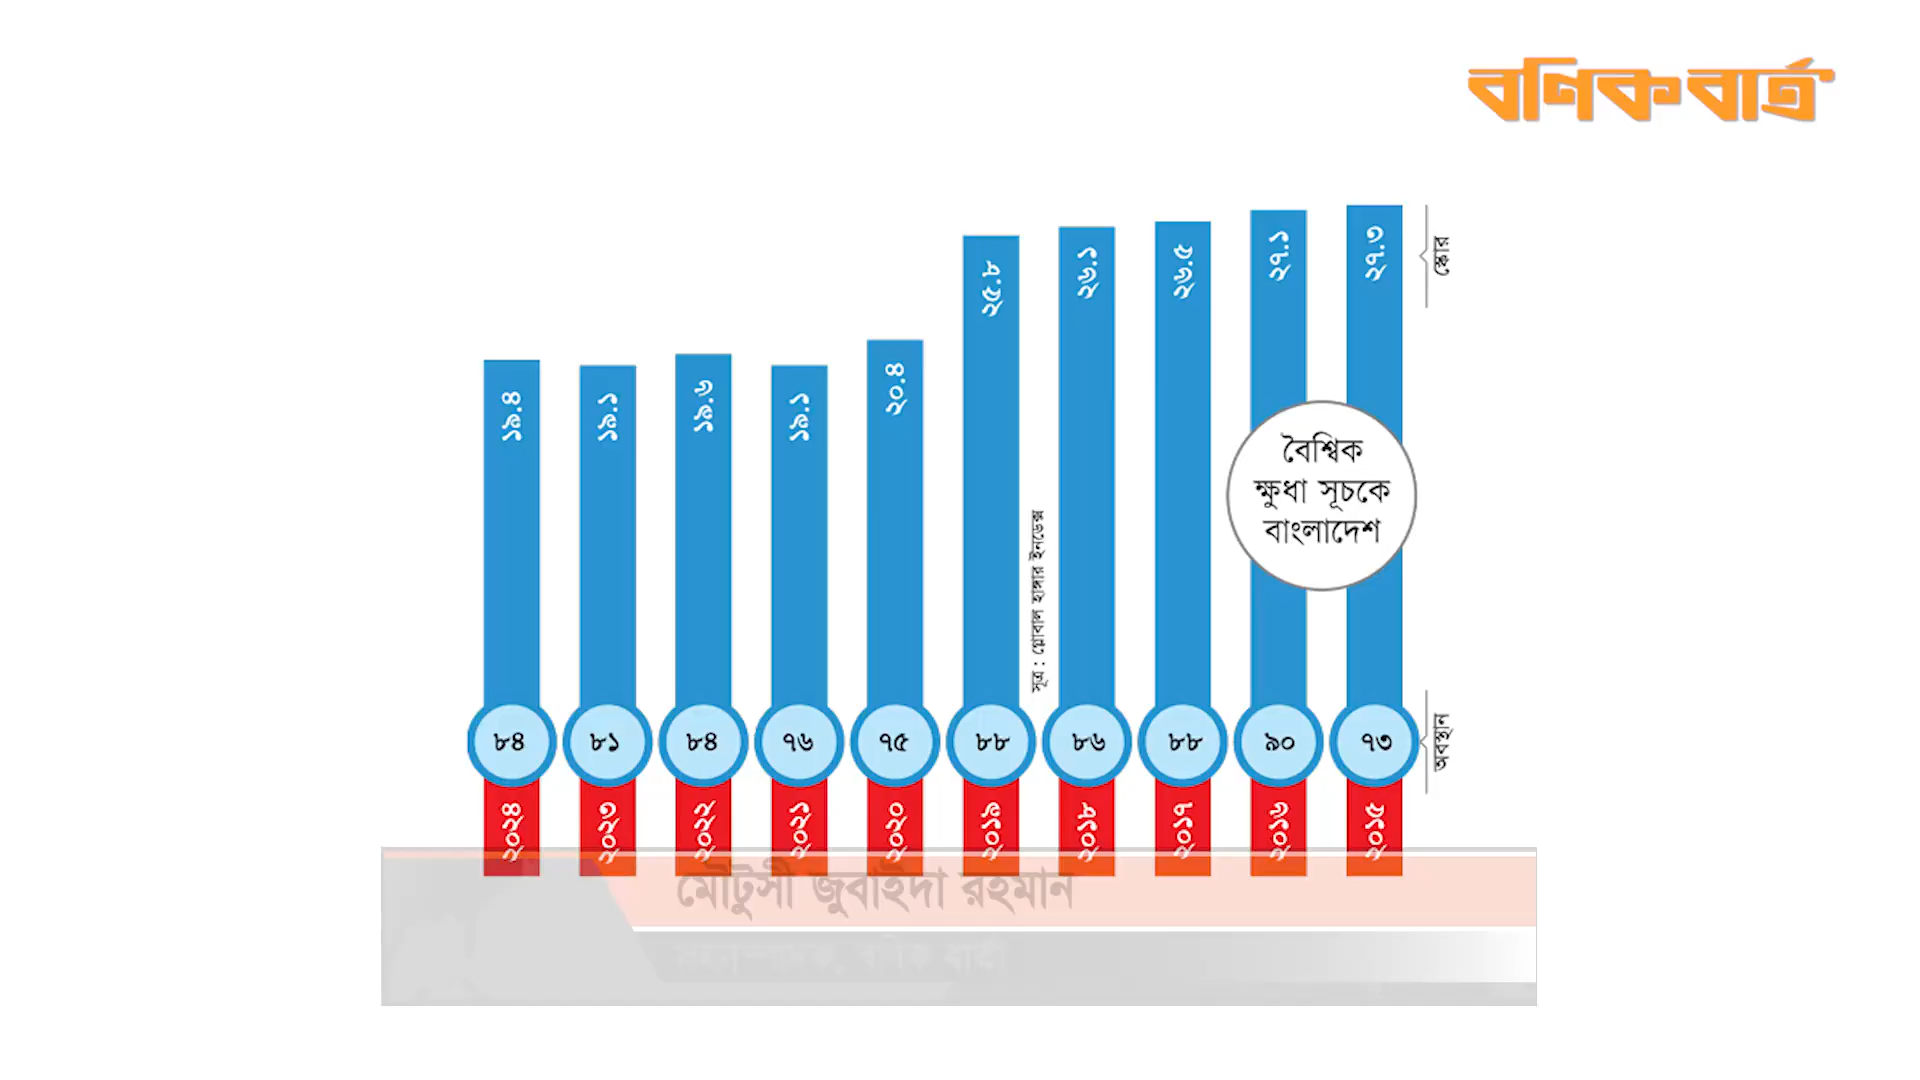 বণিক বার্তা
২৭.৩
২৭.১
২৬.৫
২৬.১
২৫.৮
২০.৪
১৯.১
১৯.৬
১৯.১
১৯.৪
স্কোর
বৈশ্বিক
ক্ষুধা সূচকে
বাংলাদেশ
সূত্র : গ্লোবাল হাঙ্গার ইনডেক্স
৮৪ ৮১ ৮৪ ৭৬ ৭৫ ৮৮ ৮৬ ৮৮ ৯০ ৭৩
অবস্থান
২০২৪ ২০২৩ ২০২২ ২০২১ ২০২০ ২০১৯ ২০১৮ ২০১৭ ২০১৬ ২০১৫
মৌটুসী জুবাইদা রহমান
বণিক বার্তা